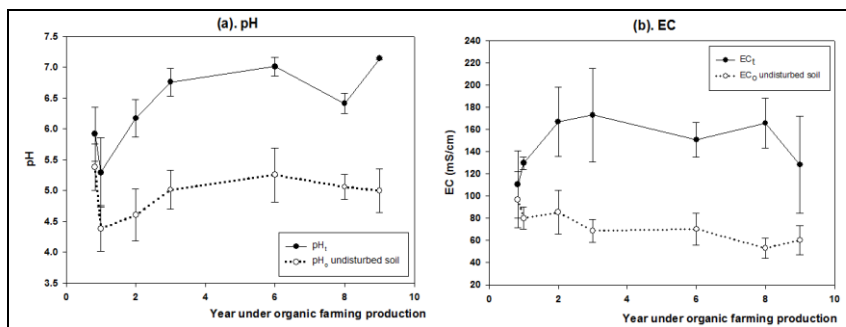 (a). pH
7.5
7.0
6.5
6.0
5.5
5.0
4.5
4.0
3.5
pH
0 2 4 6 8 10
Year under organic farming production
pHt
pHo undisturbed soil
(b). EC
240
220
200
180
160
140
120
100
80
60
40
20
EC (mS/cm)
0 2 4 6 8 10
Year under organic farming production
ECt
ECO undisturbed soil